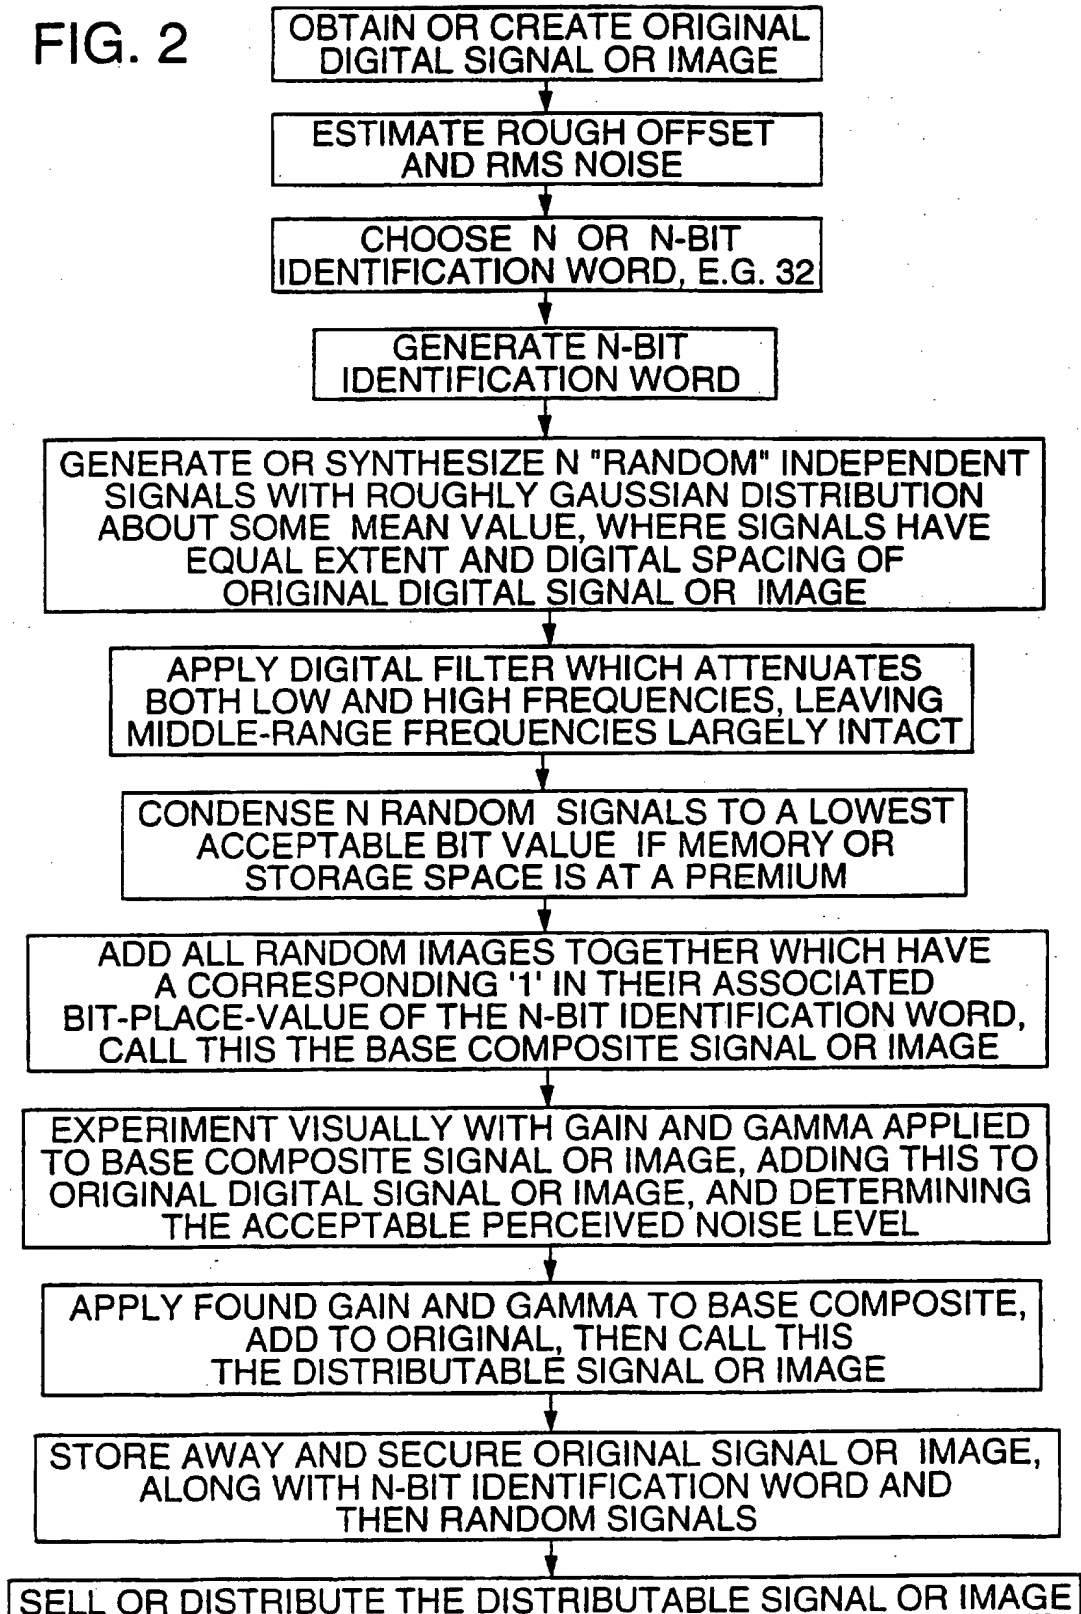 FIG. 2
OBTAIN OR CREATE ORIGINAL
DIGITAL SIGNAL OR IMAGE
ESTIMATE ROUGH OFFSET
AND RMS NOISE
CHOOSE N OR N-BIT
IDENTIFICATION WORD, E.G. 32
GENERATE N-BIT
IDENTIFICATION WORD
GENERATE OR SYNTHESIZE N "RANDOM" INDEPENDENT
SIGNALS WITH ROUGHLY GAUSSIAN DISTRIBUTION
ABOUT SOME MEAN VALUE, WHERE SIGNALS HAVE
EQUAL EXTENT AND DIGITAL SPACING OF
ORIGINAL DIGITAL SIGNAL OR IMAGE
APPLY DIGITAL FILTER WHICH ATTENUATES
BOTH LOW AND HIGH FREQUENCIES, LEAVING
MIDDLE-RANGE FREQUENCIES LARGELY INTACT
CONDENSE N RANDOM SIGNALS TO A LOWEST
ACCEPTABLE BIT VALUE IF MEMORY OR
STORAGE SPACE IS AT A PREMIUM
ADD ALL RANDOM IMAGES TOGETHER WHICH HAVE
A CORRESPONDING '1' IN THEIR ASSOCIATED
BIT-PLACE-VALUE OF THE N-BIT IDENTIFICATION WORD,
CALL THIS THE BASE COMPOSITE SIGNAL OR IMAGE
EXPERIMENT VISUALLY WITH GAIN AND GAMMA APPLIED
TO BASE COMPOSITE SIGNAL OR IMAGE, ADDING THIS TO
ORIGINAL DIGITAL SIGNAL OR IMAGE, AND DETERMINING
THE ACCEPTABLE PERCEIVED NOISE LEVEL
APPLY FOUND GAIN AND GAMMA TO BASE COMPOSITE,
ADD TO ORIGINAL, THEN CALL THIS
THE DISTRIBUTABLE SIGNAL OR IMAGE
STORE AWAY AND SECURE ORIGINAL SIGNAL OR IMAGE,
ALONG WITH N-BIT IDENTIFICATION WORD AND
THEN RANDOM SIGNALS
SELL OR DISTRIBUTE THE DISTRIBUTABLE SIGNAL OR IMAGE